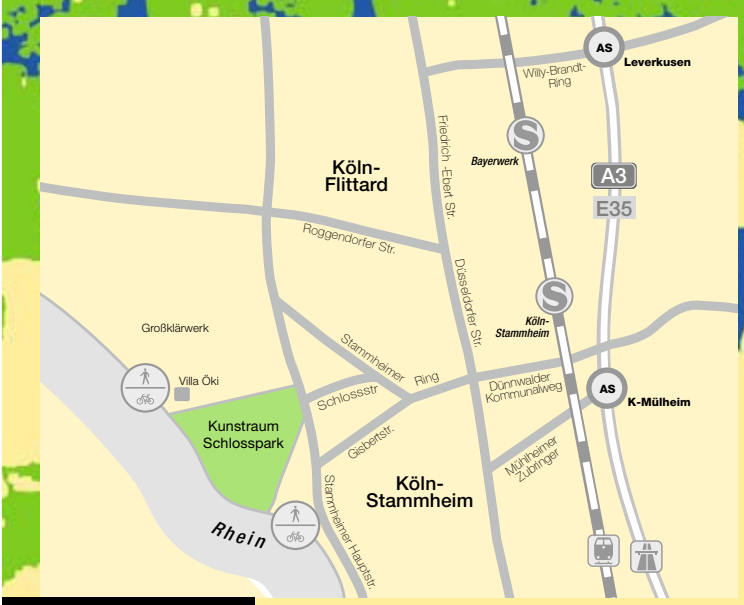 AS
Leverkusen
Willy-Brandt-
Ring
Friedrich -Ebert Str.
S
Bayerwerk
Köln-
Flittard
A3
E35
Roggendorfer Str.
Düsseldorfer Str.
S
Köln-
Stammheim
Großklärwerk
Stammheimer
Ring
Villa Öki
Schlossstr
Dünnwalder
Kommunalweg
AS
K-Mülheim
Kunstraum
Schlosspark
Gisbertstr.
Mühlheimer
Zubringer
Köln-
Stammheim
Stammheimer Hauptstr.
Rhein